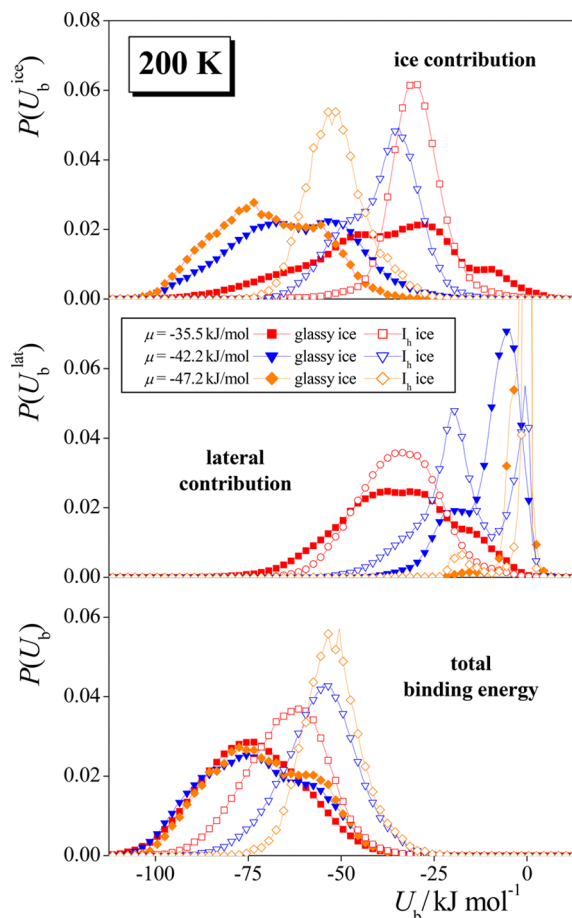 200 K
ice contribution
P(U_b^ice)
0.08
0.06
0.04
0.02
0.00
μ = -35.5 kJ/mol glassy ice I_h ice
μ = -42.2 kJ/mol glassy ice I_h ice
μ = -47.2 kJ/mol glassy ice I_h ice
P(U_b^lat)
0.06
0.04
0.02
0.00
lateral
contribution
P(U_b)
0.06
0.04
0.02
0.00
total
binding energy
-100 -75 -50 -25 0
U_b/kJ mol⁻¹